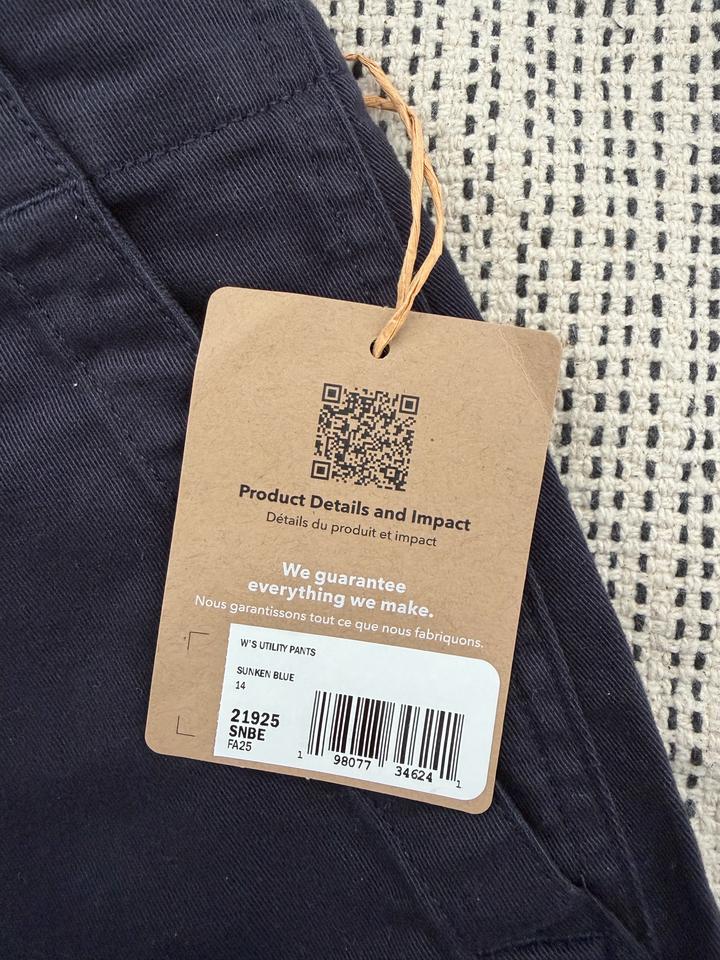 Product Details and Impact
Détails du produit et impact
We guarantee
everything we make.
Nous garantissons tout ce que nous fabriquons.
W'S UTILITY PANTS
SUNKEN BLUE
14
21925
SNBE
FA25
1 98077 34624 1